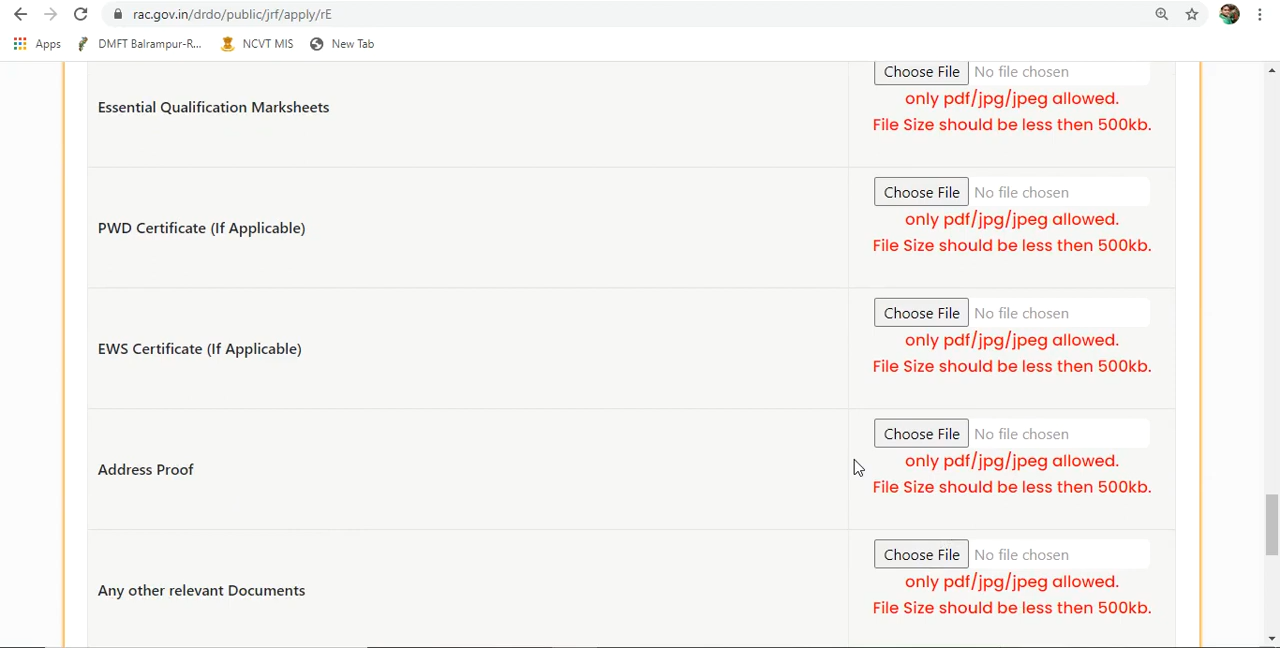 rac.gov.in/drdo/public/jrf/apply/rE
Apps DMFT Balrampur-R... NCVT MIS New Tab
Choose File No file chosen
Essential Qualification Marksheets
only pdf/jpg/jpeg allowed.
File Size should be less then 500kb.
Choose File No file chosen
PWD Certificate (If Applicable)
only pdf/jpg/jpeg allowed.
File Size should be less then 500kb.
Choose File No file chosen
EWS Certificate (If Applicable)
only pdf/jpg/jpeg allowed.
File Size should be less then 500kb.
Choose File No file chosen
Address Proof
only pdf/jpg/jpeg allowed.
File Size should be less then 500kb.
Choose File No file chosen
Any other relevant Documents
only pdf/jpg/jpeg allowed.
File Size should be less then 500kb.